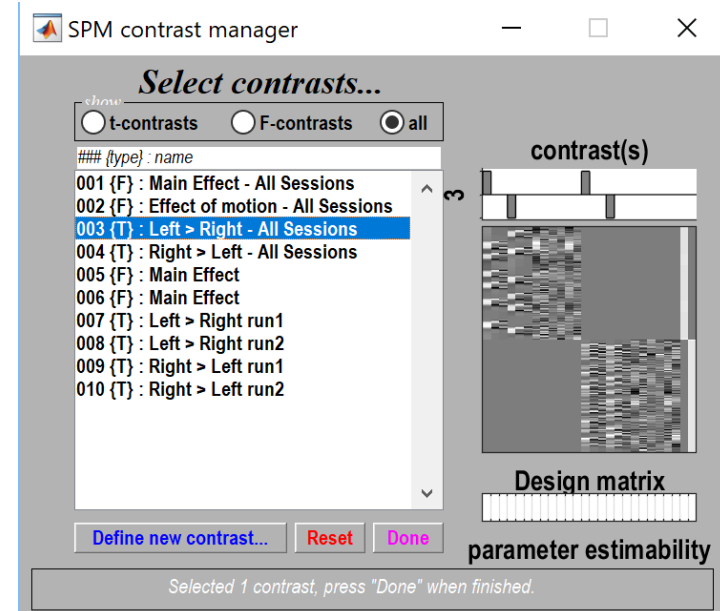 SPM contrast manager
Select contrasts...
show
t-contrasts F-contrasts all
### {type} : name
001 {F} : Main Effect - All Sessions
002 {F} : Effect of motion - All Sessions
003 {T} : Left > Right - All Sessions
004 {T} : Right > Left - All Sessions
005 {F} : Main Effect
006 {F} : Main Effect
007 {T} : Left > Right run1
008 {T} : Left > Right run2
009 {T} : Right > Left run1
010 {T} : Right > Left run2
Define new contrast... Reset Done
contrast(s)
3
Design matrix
parameter estimability
Selected 1 contrast, press "Done" when finished.